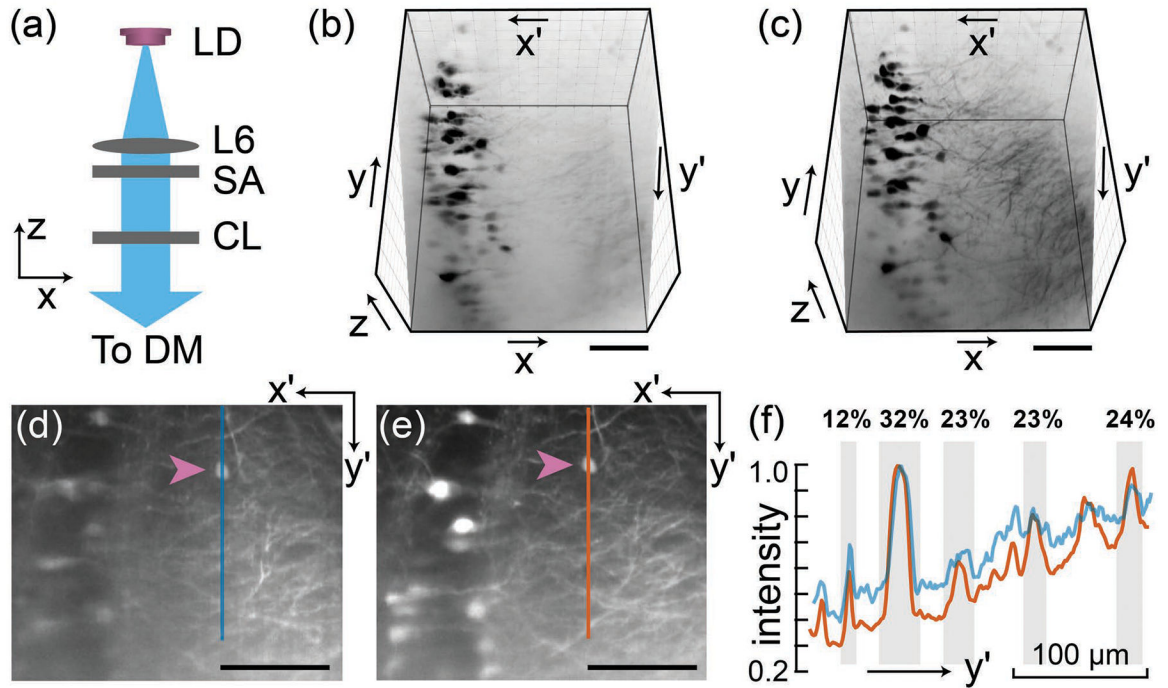 (a)
LD
L6
SA
CL
z
x
To DM
(b)
x'
y
y'
z
x
(c)
x'
y
y'
z
x
(d)
x'
y'
(e)
x'
y'
(f)
12% 32% 23% 23% 24%
1.0
intensity
0.2
y'
100 μm